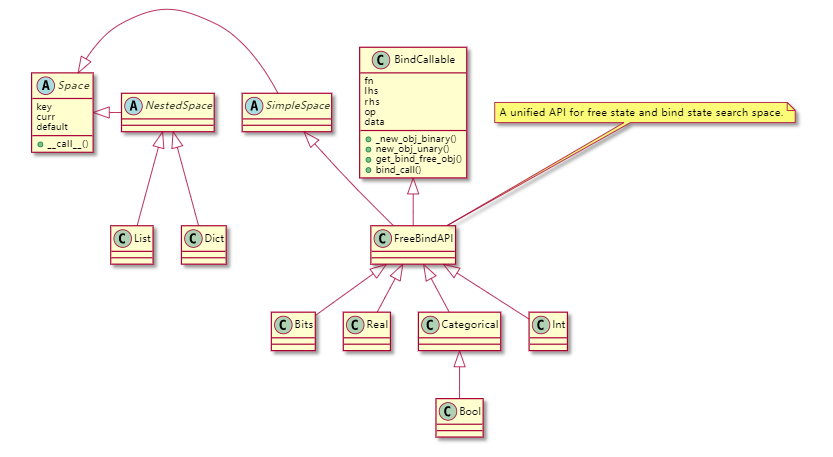 A Space
key
curr
default
__call__()
A NestedSpace
A SimpleSpace
C BindCallable
fn
lhs
rhs
op
data
_new_obj_binary()
new_obj_unary()
get_bind_free_obj()
bind_call()
A unified API for free state and bind state search space.
C List
C Dict
C FreeBindAPI
C Bits
C Real
C Categorical
C Int
C Bool